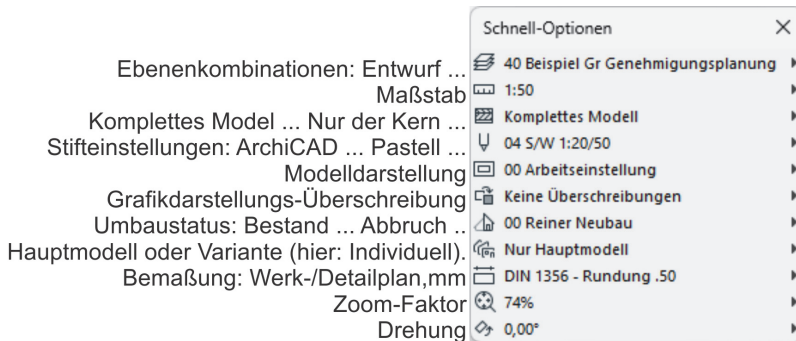 Schnell-Optionen
Ebenenkombinationen: Entwurf ... 40 Beispiel Gr Genehmigungsplanung
Maßstab 1:50
Komplettes Model ... Nur der Kern ... Komplettes Modell
Stifteinstellungen: ArchiCAD ... Pastell ... 04 S/W 1:20/50
Modelldarstellung 00 Arbeitseinstellung
Grafikdarstellungs-Überschreibung Keine Überschreibungen
Umbaustatus: Bestand ... Abbruch .. 00 Reiner Neubau
Hauptmodell oder Variante (hier: Individuell). Nur Hauptmodell
Bemaßung: Werk-/Detailplan,mm DIN 1356 - Rundung .50
Zoom-Faktor 74%
Drehung 0,00°